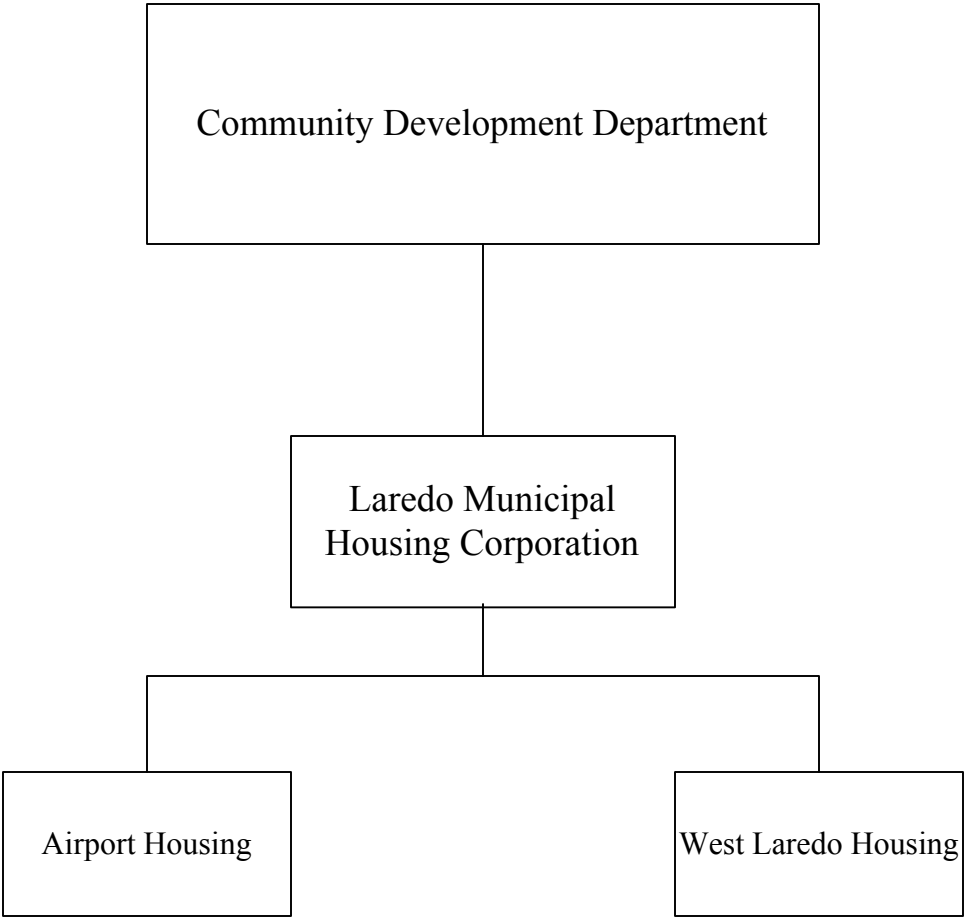 Community Development Department
Laredo Municipal
Housing Corporation
Airport Housing
West Laredo Housing